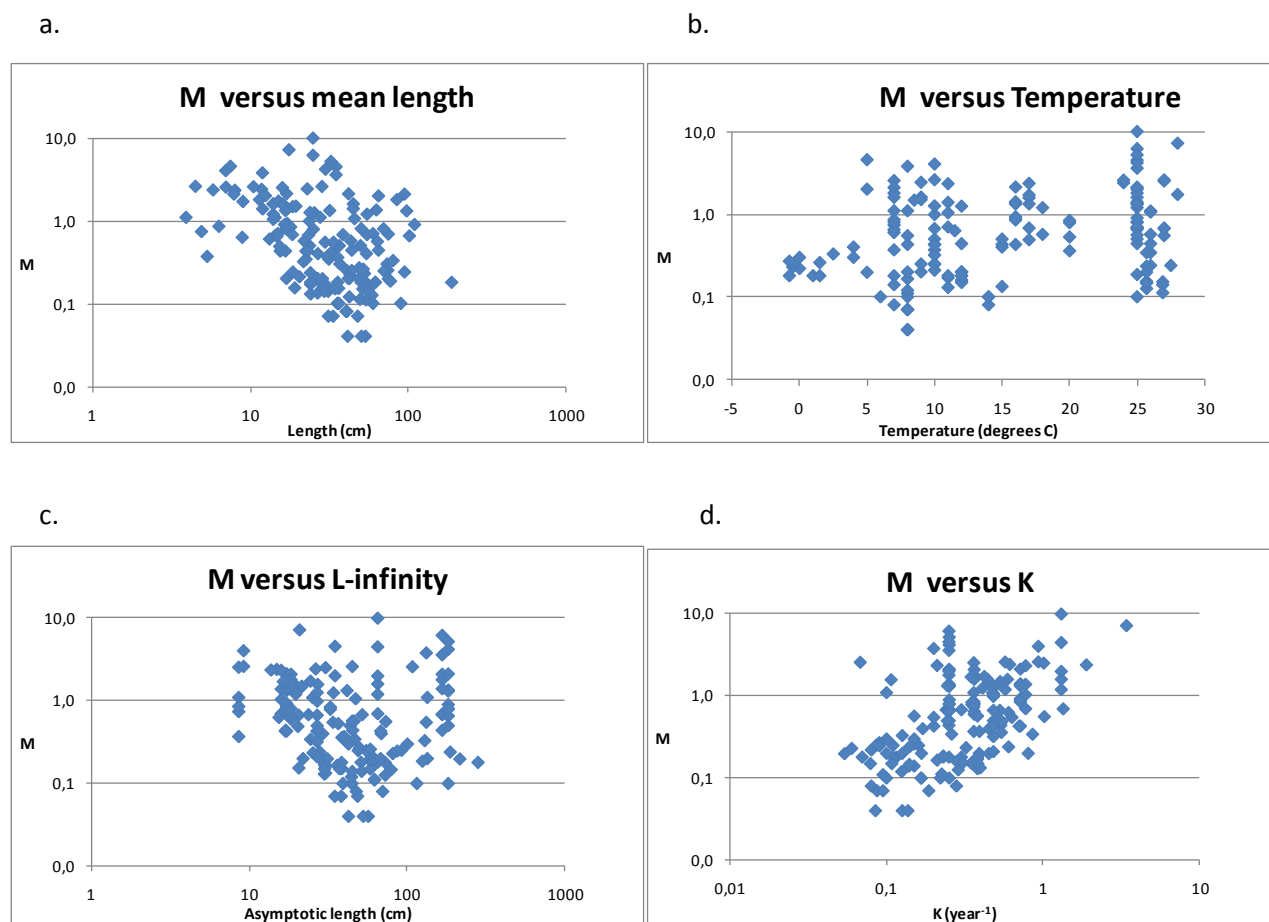 a.
M versus mean length
10,0
1,0
M
0,1
0,0
1 10 100 1000
Length (cm)
b.
M versus Temperature
10,0
1,0
M
0,1
0,0
-5 0 5 10 15 20 25 30
Temperature (degrees C)
c.
M versus L-infinity
10,0
1,0
M
0,1
0,0
1 10 100 1000
Asymptotic length (cm)
d.
M versus K
10,0
1,0
M
0,1
0,0
0,01 0,1 1 10
K (year⁻¹)